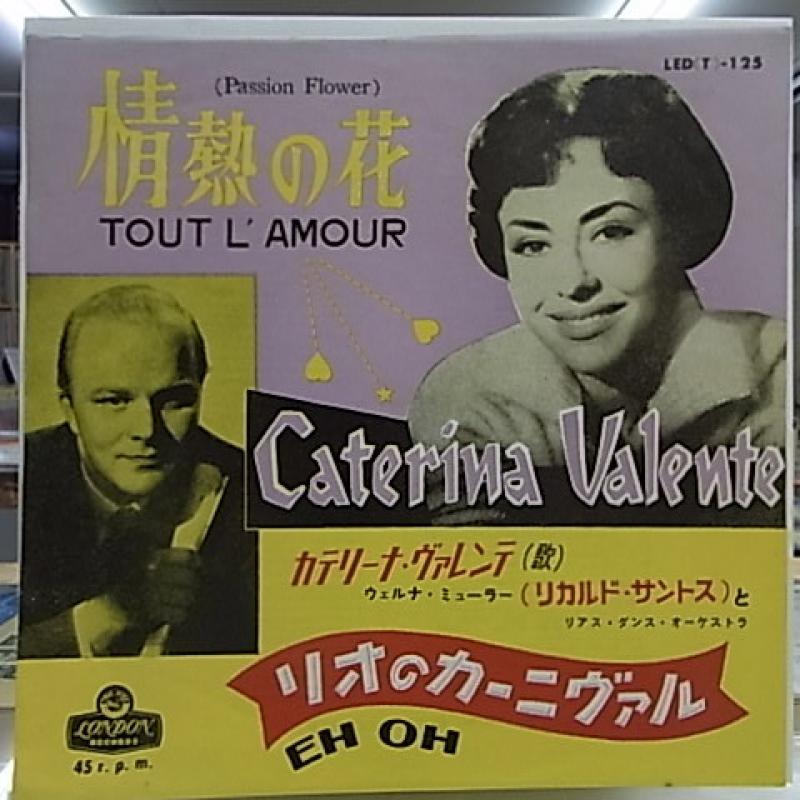 (Passion Flower)
LED(T)-125
情熱の花
TOUT L'AMOUR
Caterina Valente
カテリーナ・ヴァレンテ(歌)
ウェルナ・ミューラー(リカルド・サントス)と
リアス・ダンス・オーケストラ
リオのカーニヴァル
EH OH
LONDON
RECORDS
45 r. p. m.